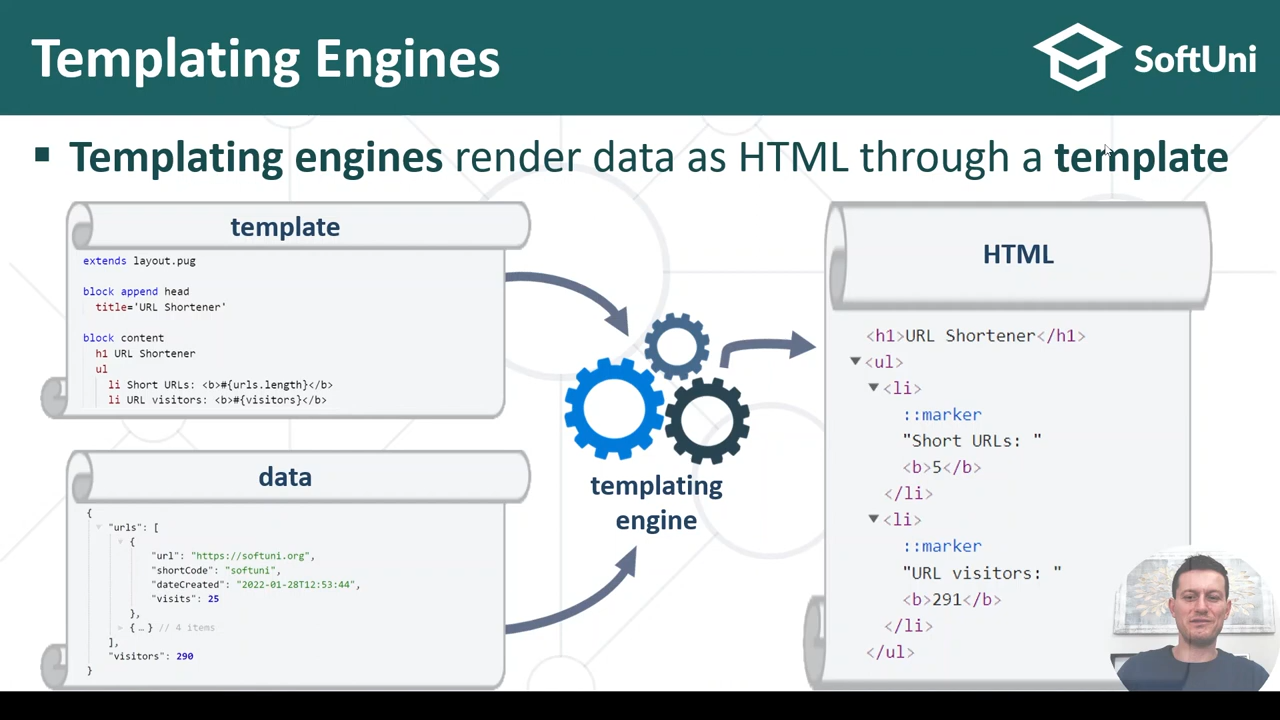 Templating Engines
SoftUni
▪ Templating engines render data as HTML through a template
template
extends layout.pug
block append head
title='URL Shortener'
block content
h1 URL Shortener
ul
li Short URLs: <b>#{urls.length}</b>
li URL visitors: <b>#{visitors}</b>
data
{
"urls": [
{
"url": "https://softuni.org",
"shortCode": "softuni",
"dateCreated": "2022-01-28T12:53:44",
"visits": 25
},
{ … } // 4 items
],
"visitors": 290
}
templating
engine
HTML
<h1>URL Shortener</h1>
▼<ul>
▼<li>
::marker
"Short URLs: "
<b>5</b>
</li>
▼<li>
::marker
"URL visitors: "
<b>291</b>
</li>
</ul>